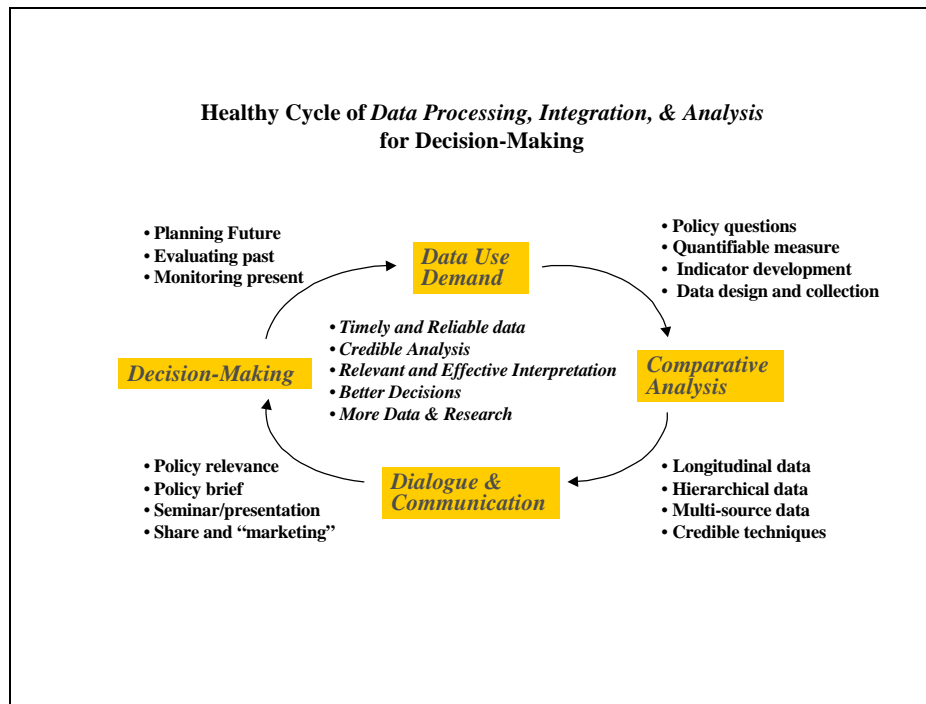 Healthy Cycle of Data Processing, Integration, & Analysis
for Decision-Making
• Planning Future
• Evaluating past
• Monitoring present
Data Use
Demand
• Policy questions
• Quantifiable measure
• Indicator development
• Data design and collection
• Timely and Reliable data
• Credible Analysis
• Relevant and Effective Interpretation
• Better Decisions
• More Data & Research
Decision-Making
Comparative
Analysis
• Policy relevance
• Policy brief
• Seminar/presentation
• Share and “marketing”
Dialogue &
Communication
• Longitudinal data
• Hierarchical data
• Multi-source data
• Credible techniques